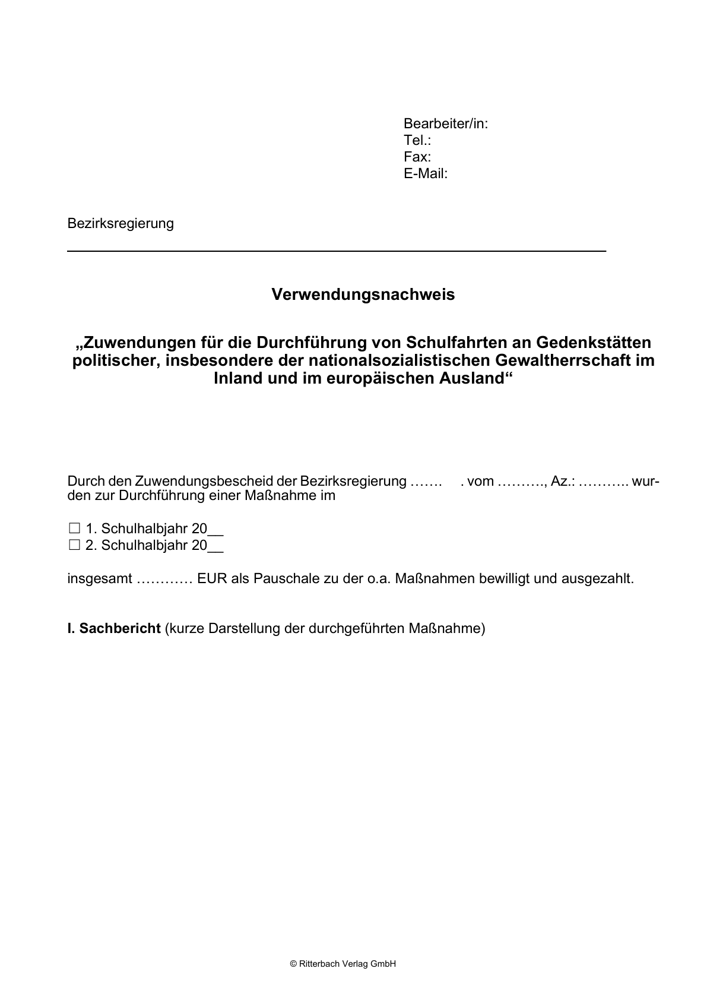 Bearbeiter/in:
Tel.:
Fax:
E-Mail:
Bezirksregierung
Verwendungsnachweis
„Zuwendungen für die Durchführung von Schulfahrten an Gedenkstätten
politischer, insbesondere der nationalsozialistischen Gewaltherrschaft im
Inland und im europäischen Ausland“
Durch den Zuwendungsbescheid der Bezirksregierung ……. . vom ………., Az.: ……….. wur-
den zur Durchführung einer Maßnahme im
☐ 1. Schulhalbjahr 20__
☐ 2. Schulhalbjahr 20__
insgesamt ………… EUR als Pauschale zu der o.a. Maßnahmen bewilligt und ausgezahlt.
I. Sachbericht (kurze Darstellung der durchgeführten Maßnahme)
© Ritterbach Verlag GmbH